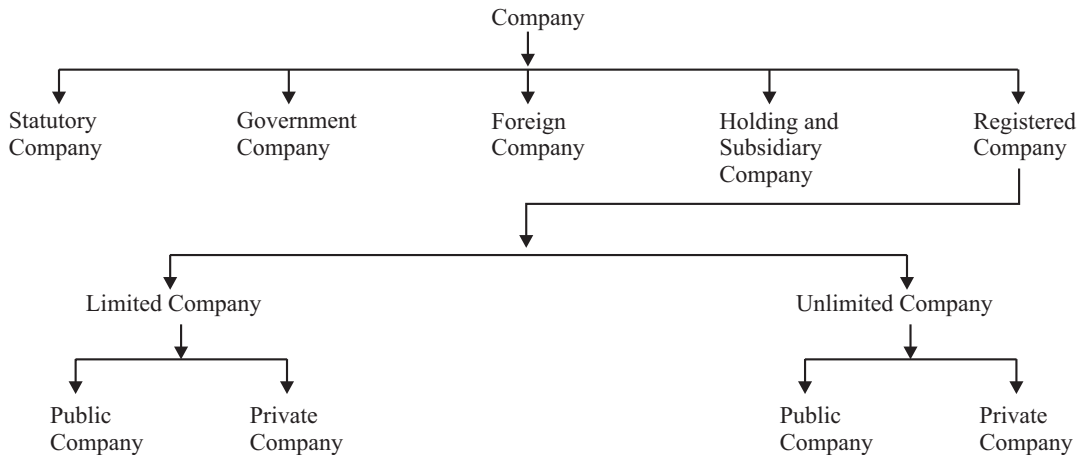 Company
Statutory
Company
Government
Company
Foreign
Company
Holding and
Subsidiary
Company
Registered
Company
Limited Company
Unlimited Company
Public
Company
Private
Company
Public
Company
Private
Company